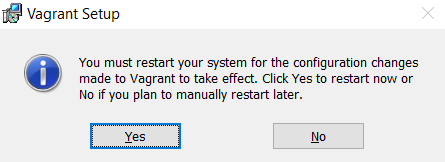 Vagrant Setup
You must restart your system for the configuration changes
made to Vagrant to take effect. Click Yes to restart now or
No if you plan to manually restart later.
Yes
No